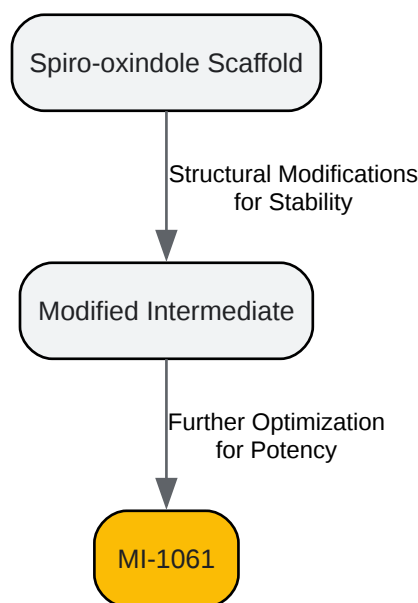 Spiro-oxindole Scaffold
Structural Modifications
for Stability
Modified Intermediate
Further Optimization
for Potency
MI-1061